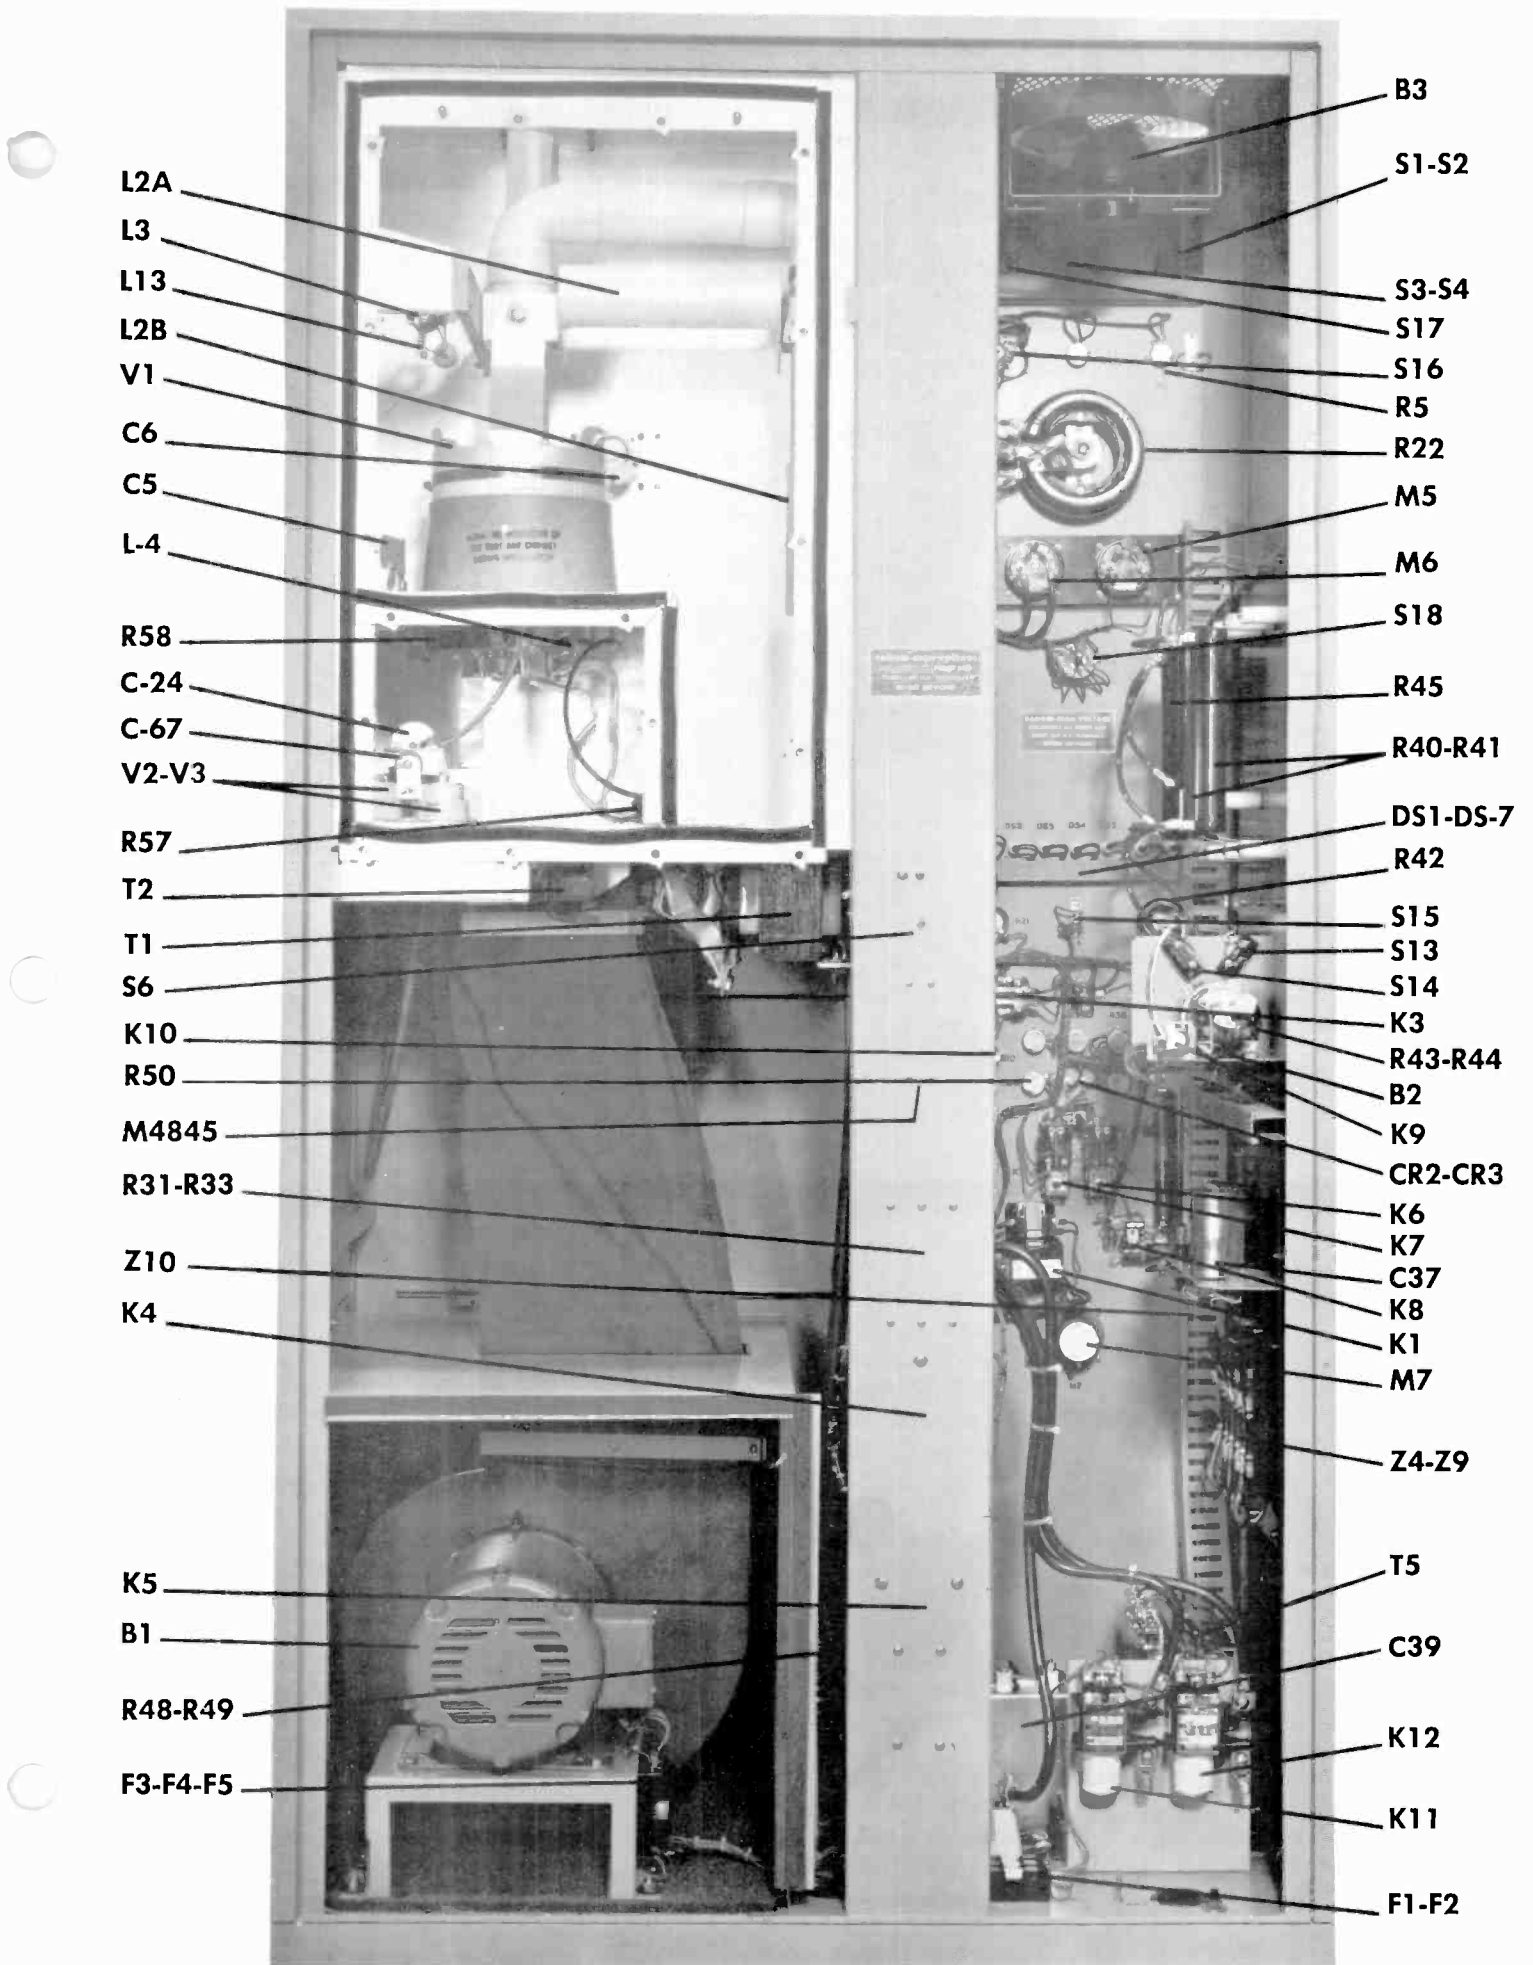 L2A
L3
L13
L2B
V1
C6
C5
L-4
R58
C-24
C-67
V2-V3
R57
T2
T1
S6
K10
R50
M4845
R31-R33
Z10
K4
K5
B1
R48-R49
F3-F4-F5
B3
S1-S2
S3-S4
S17
S16
R5
R22
M5
M6
S18
R45
R40-R41
DS1-DS-7
R42
S15
S13
S14
K3
R43-R44
B2
K9
CR2-CR3
K6
K7
C37
K8
K1
M7
Z4-Z9
T5
C39
K12
K11
F1-F2